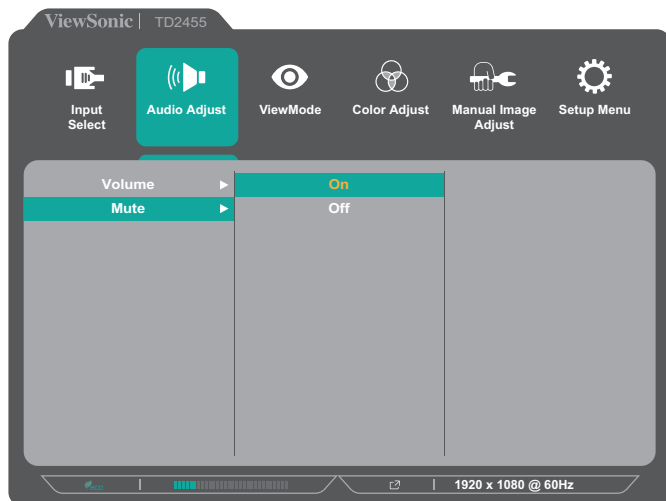 ViewSonic | TD2455
Input Select
Audio Adjust
ViewMode
Color Adjust
Manual Image Adjust
Setup Menu
Volume
On
Mute
Off
1920 x 1080 @ 60Hz